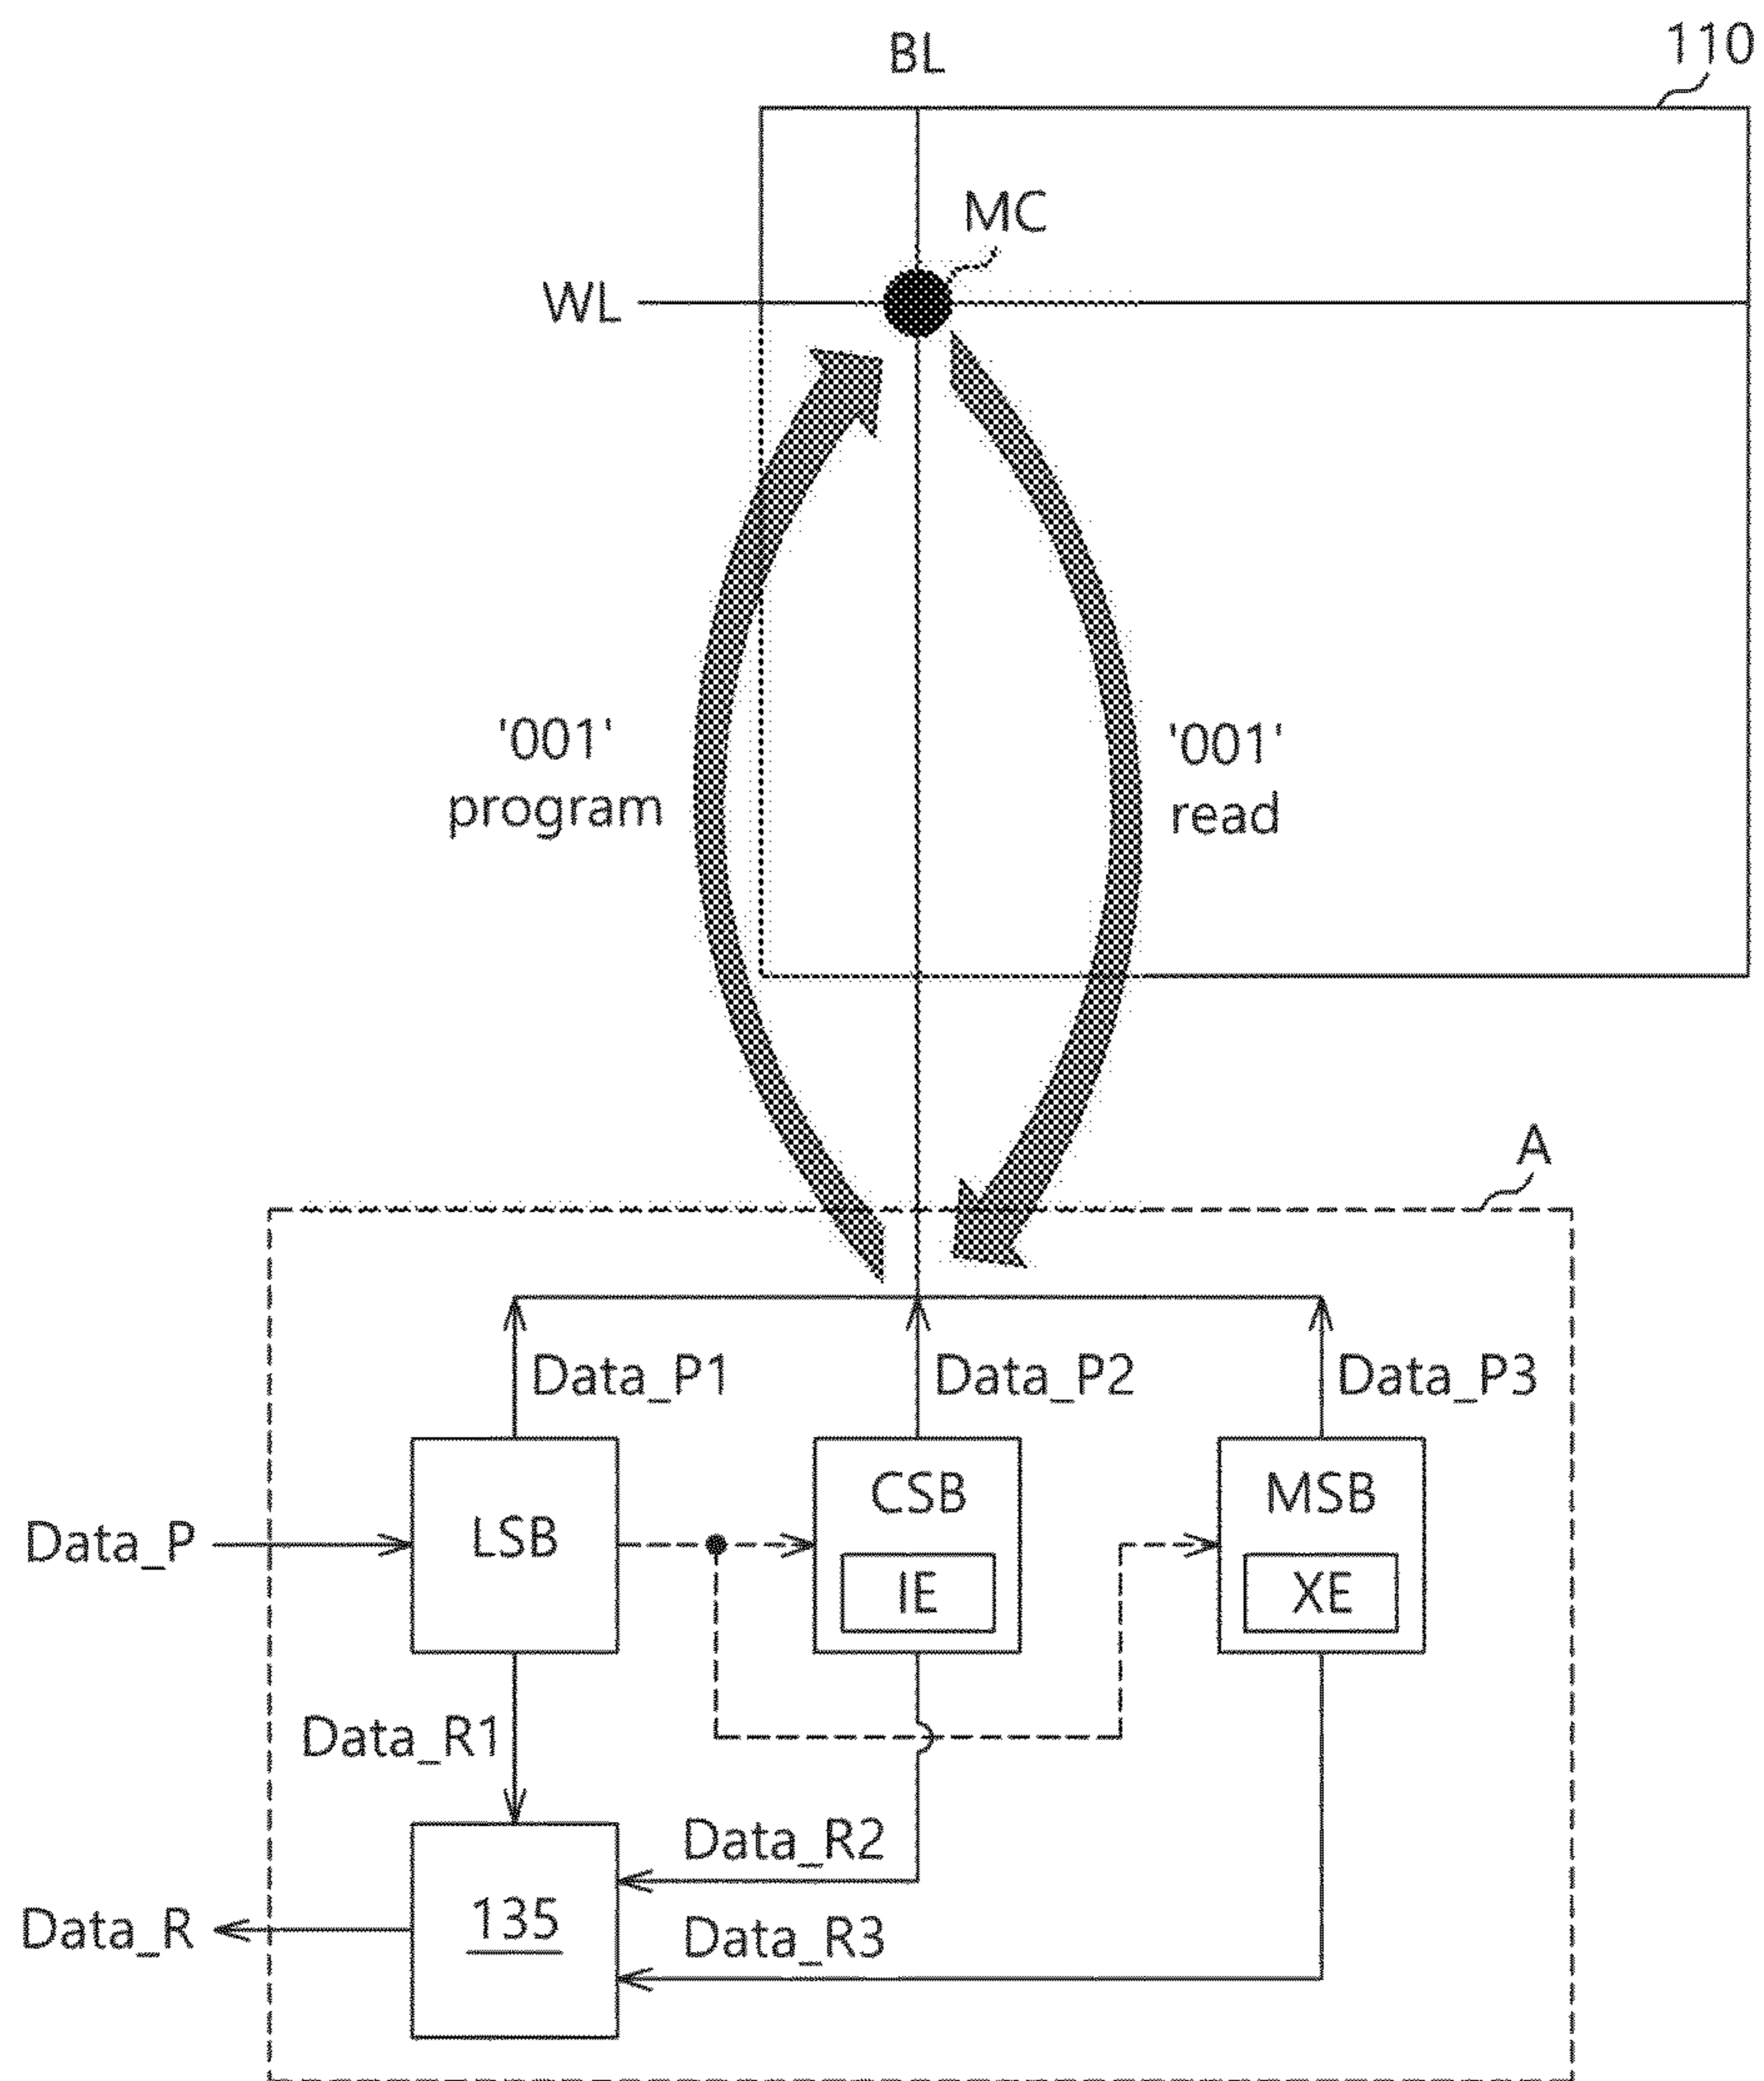 BL
110
MC
WL
'001'
program
'001'
read
A
Data_P1
Data_P2
Data_P3
Data_P
LSB
CSB
IE
MSB
XE
Data_R1
Data_R2
Data_R
135
Data_R3